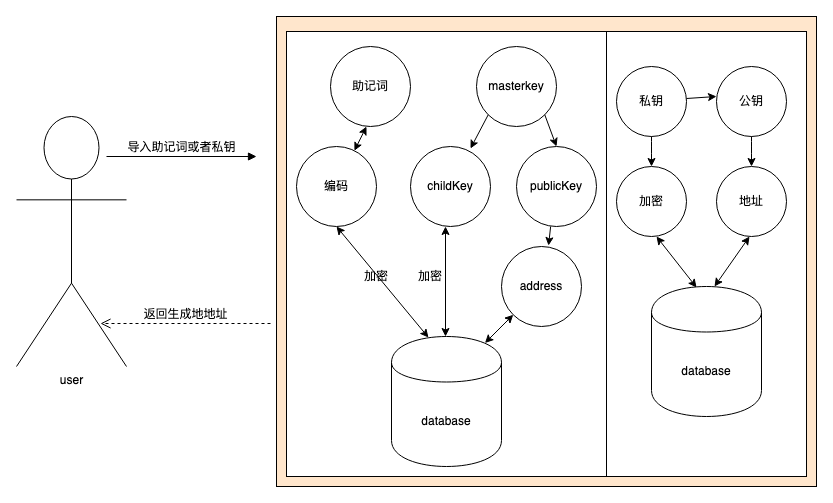 导入助记词或者私钥
返回生成地地址
user
助记词
masterkey
编码
childKey
publicKey
加密
加密
address
database
私钥
公钥
加密
地址
database